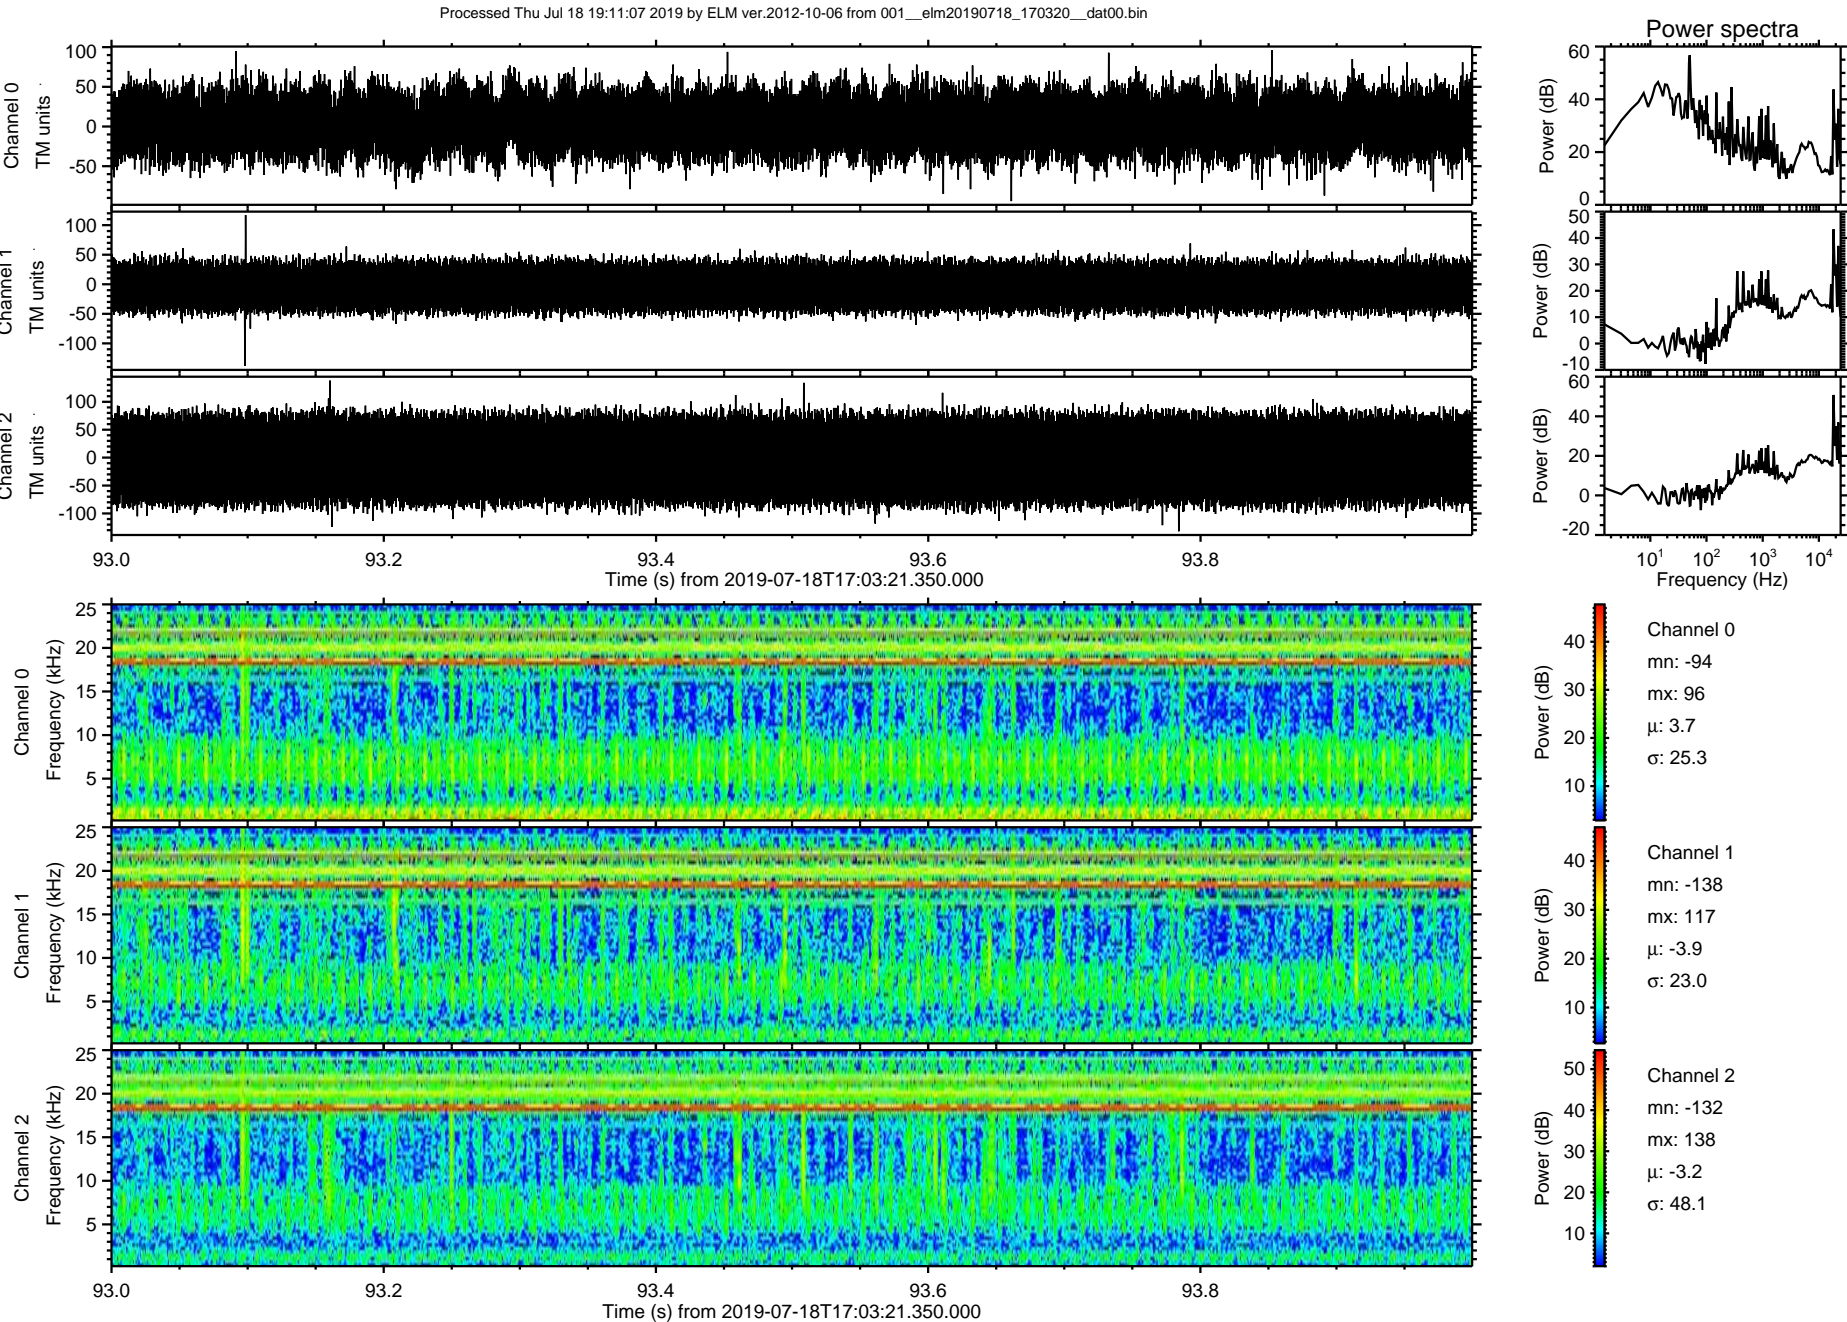 Processed Thu Jul 18 19:11:07 2019 by ELM ver.2012-10-06 from 001__elm20190718_170320__dat00.bin
Power spectra
Channel 0
TM units
100
50
0
-50
Power (dB)
60
40
20
0
Channel 1
TM units
100
50
0
-50
-100
Power (dB)
50
40
30
20
10
0
-10
Channel 2
TM units
100
50
0
-50
-100
Power (dB)
60
40
20
0
-20
93.0 93.2 93.4 93.6 93.8
Time (s) from 2019-07-18T17:03:21.350.000
10¹ 10² 10³ 10⁴
Frequency (Hz)
Channel 0
Frequency (kHz)
25
20
15
10
5
Power (dB)
40
30
20
10
Channel 0
mn: -94
mx: 96
μ: 3.7
σ: 25.3
Channel 1
Frequency (kHz)
25
20
15
10
5
Power (dB)
40
30
20
10
Channel 1
mn: -138
mx: 117
μ: -3.9
σ: 23.0
Channel 2
Frequency (kHz)
25
20
15
10
5
Power (dB)
50
40
30
20
10
Channel 2
mn: -132
mx: 138
μ: -3.2
σ: 48.1
93.0 93.2 93.4 93.6 93.8
Time (s) from 2019-07-18T17:03:21.350.000